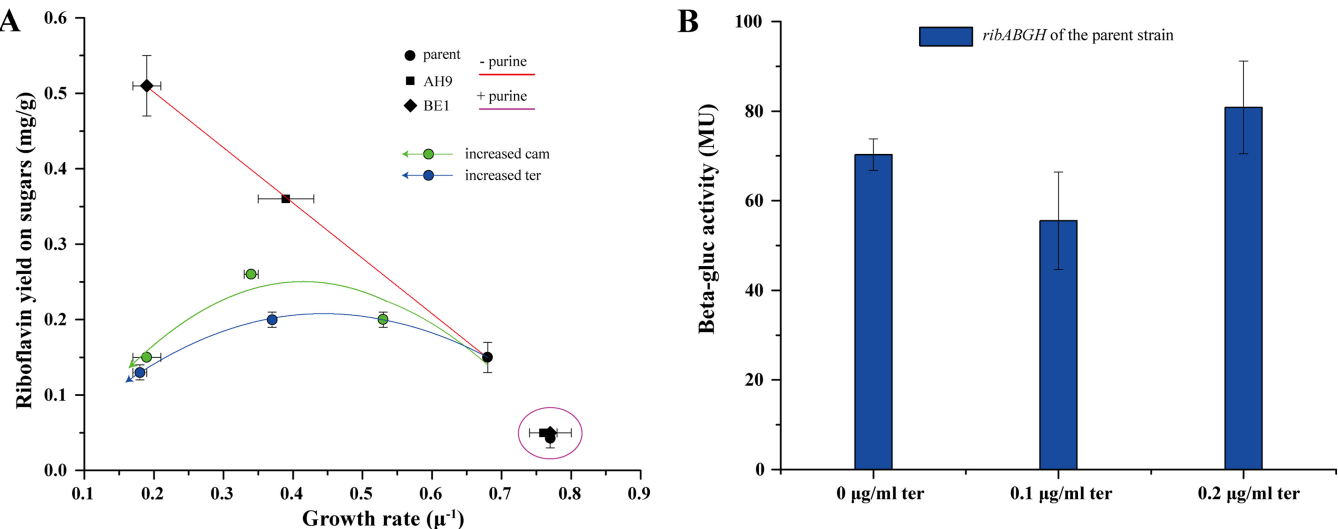 A
Riboflavin yield on sugars (mg/g)
0.5
0.4
0.3
0.2
0.1
0.0
0.1
0.2
0.3
0.4
0.5
0.6
0.7
0.8
0.9
Growth rate (μ⁻¹)
parent
AH9
BE1
- purine
+ purine
increased cam
increased ter
B
Beta-gluc activity (MU)
100
80
60
40
20
0
ribABGH of the parent strain
0 μg/ml ter
0.1 μg/ml ter
0.2 μg/ml ter